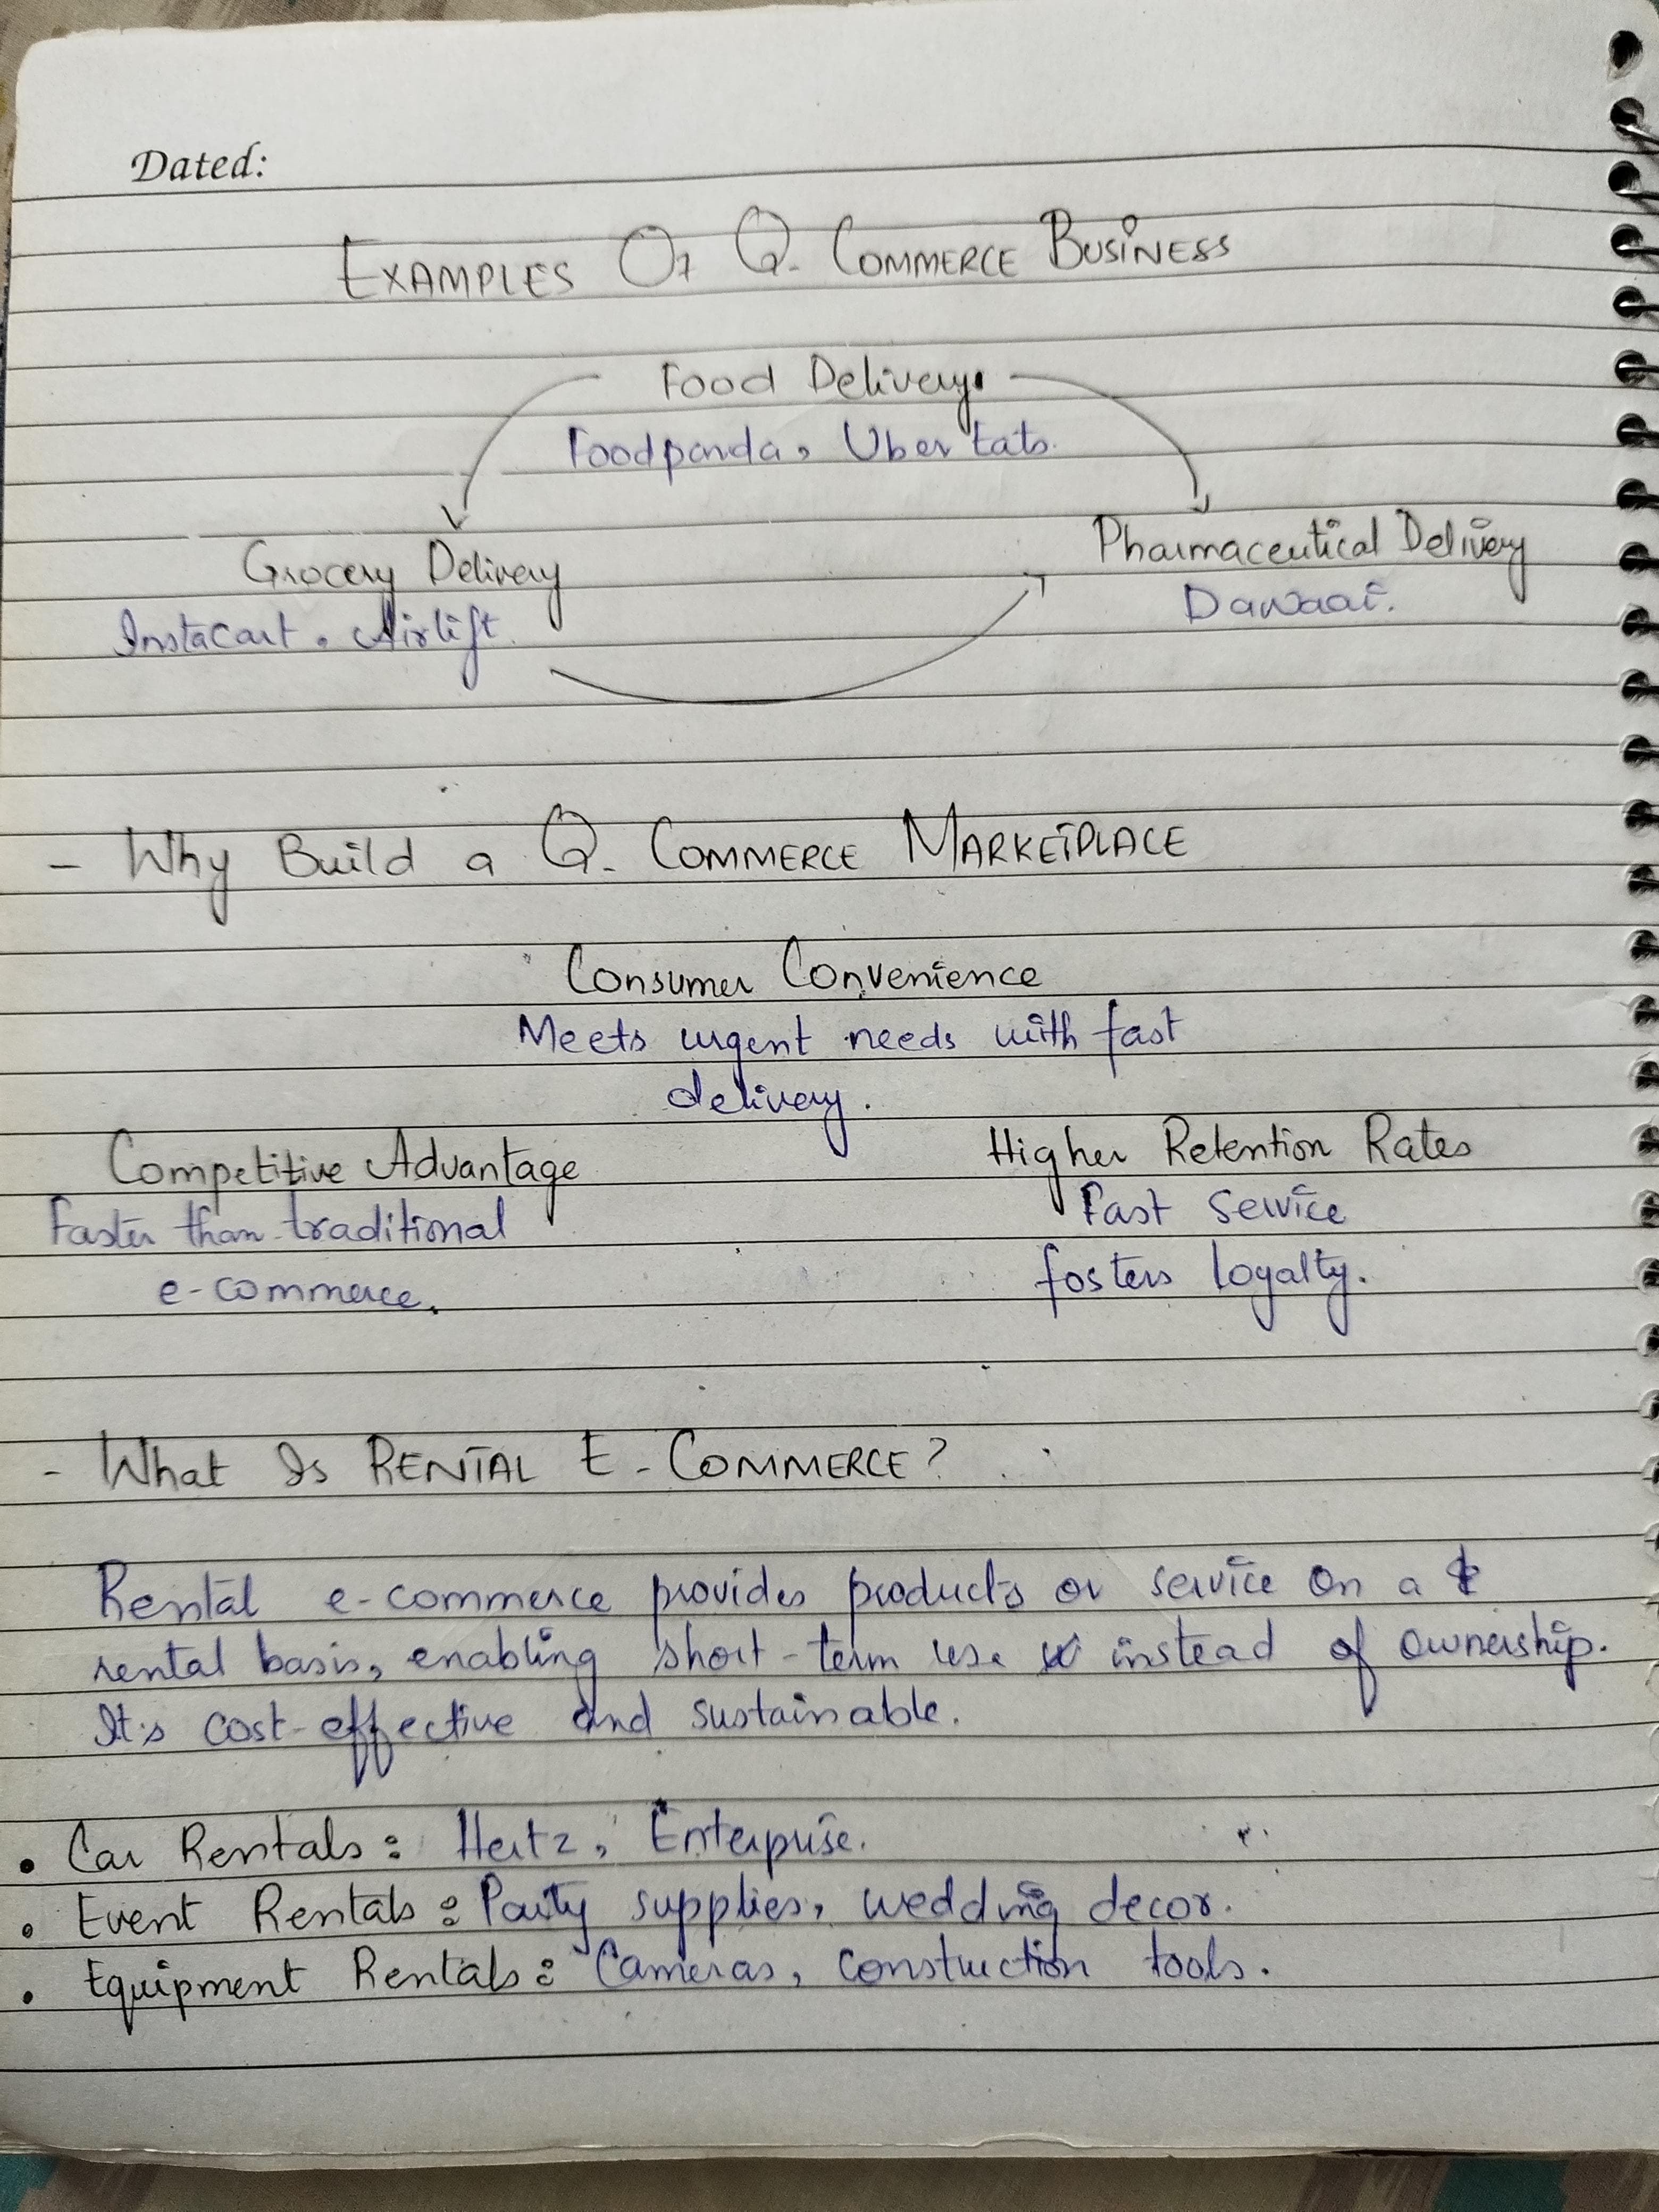 Dated:
EXAMPLES OF Q- COMMERCE BUSINESS
Food Delivery.
Foodpanda, Uber Eats.
Grocery Delivery
Instacart, Airlift.
Pharmaceutical Delivery
Dawaai.
- Why Build a Q- COMMERCE MARKETPLACE
Consumer Convenience
Meets urgent needs with fast
delivery.
Competitive Advantage
Faster than traditional
e-commerce.
Higher Retention Rates
Fast Service
fosters loyalty.
- What Is RENTAL E-COMMERCE?
Rental e-commerce provides products or service on a
rental basis, enabling short-term use instead of ownership.
It's cost-effective and sustainable.
• Car Rentals: Hertz, Enterprise.
• Event Rentals: Party supplies, wedding decor.
• Equipment Rentals: Cameras, construction tools.